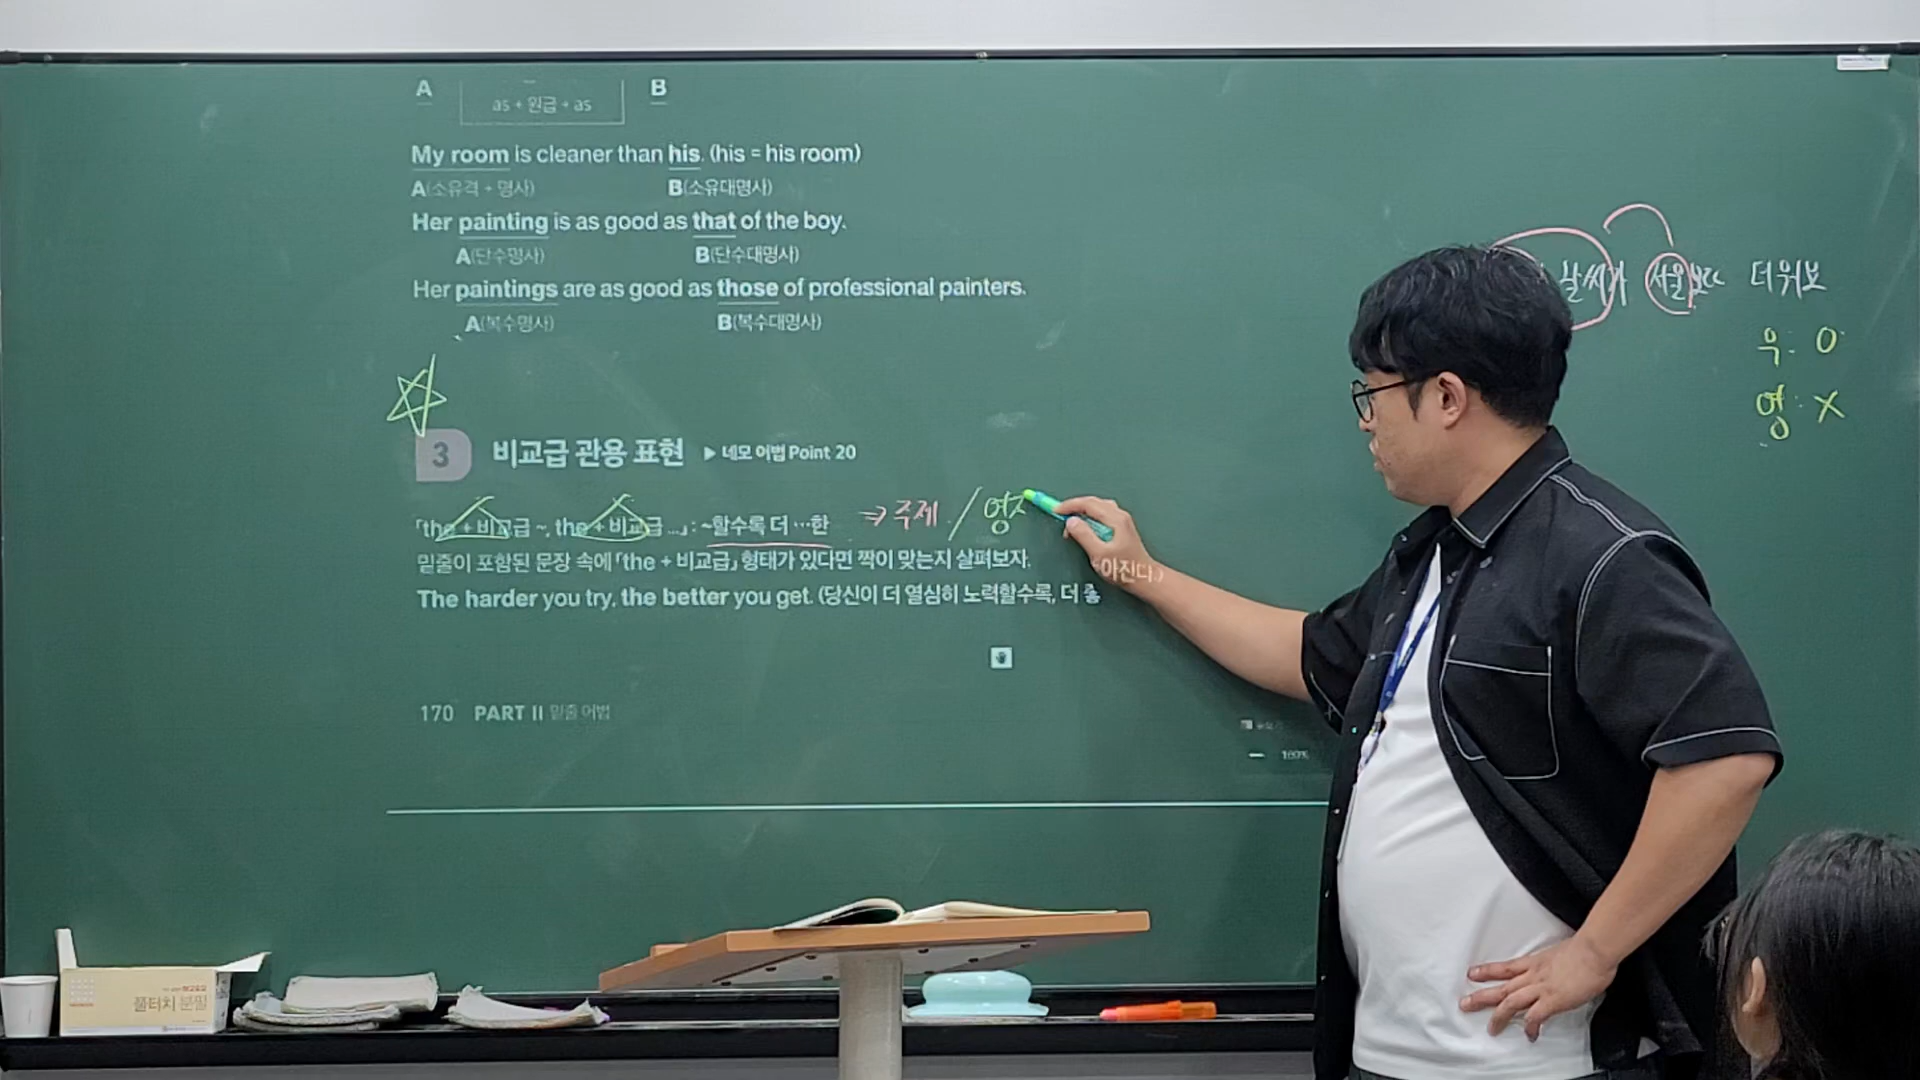 A B
as + 원급 + as
My room is cleaner than his. (his = his room)
A(소유격 + 명사) B(소유대명사)
Her painting is as good as that of the boy.
A(단수명사) B(단수대명사)
Her paintings are as good as those of professional painters.
A(복수명사) B(복수대명사)
3 비교급 관용 표현 ▶ 네모 어법 Point 20
「the + 비교급 ~, the + 비교급 …」: ~할수록 더 …한 → 주제 / 영ㅈ
밑줄이 포함된 문장 속에 「the + 비교급」 형태가 있다면 짝이 맞는지 살펴보자.
The harder you try, the better you get. (당신이 더 열심히 노력할수록, 더 좋아진다.)
170 PART II 밑줄 어법
날씨가 서울보다 더워보
우: O
영: X
풀터치 분필